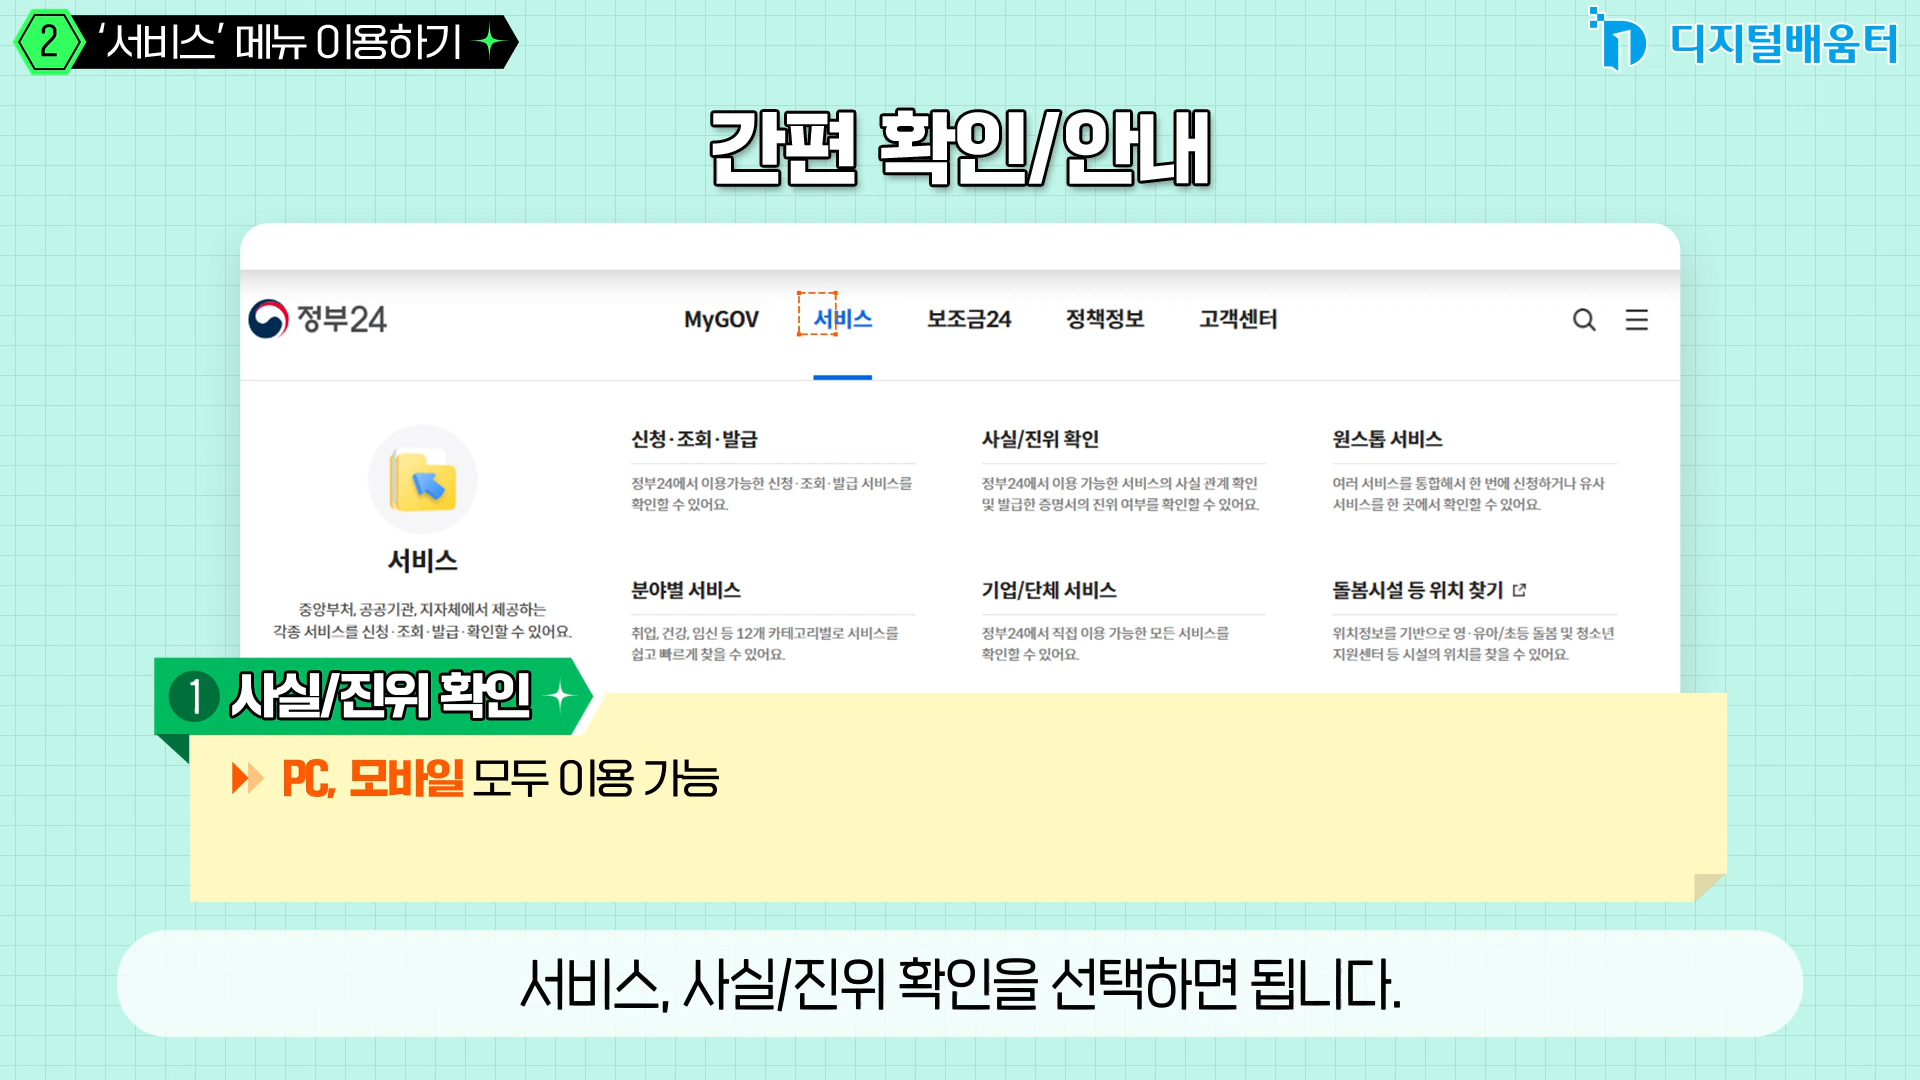 2 ‘서비스’ 메뉴 이용하기
디지털배움터
간편 확인/안내
정부24
MyGOV 서비스 보조금24 정책정보 고객센터
서비스
중앙부처, 공공기관, 지자체에서 제공하는
각종 서비스를 신청·조회·발급·확인할 수 있어요.
신청·조회·발급
정부24에서 이용가능한 신청·조회·발급 서비스를
확인할 수 있어요.
사실/진위 확인
정부24에서 이용 가능한 서비스의 사실 관계 확인
및 발급한 증명서의 진위 여부를 확인할 수 있어요.
원스톱 서비스
여러 서비스를 통합해서 한 번에 신청하거나 유사
서비스를 한 곳에서 확인할 수 있어요.
분야별 서비스
취업, 건강, 임신 등 12개 카테고리별로 서비스를
쉽고 빠르게 찾을 수 있어요.
기업/단체 서비스
정부24에서 직접 이용 가능한 모든 서비스를
확인할 수 있어요.
돌봄시설 등 위치 찾기
위치정보를 기반으로 영·유아/초등 돌봄 및 청소년
지원센터 등 시설의 위치를 찾을 수 있어요.
1 사실/진위 확인
PC, 모바일 모두 이용 가능
서비스, 사실/진위 확인을 선택하면 됩니다.